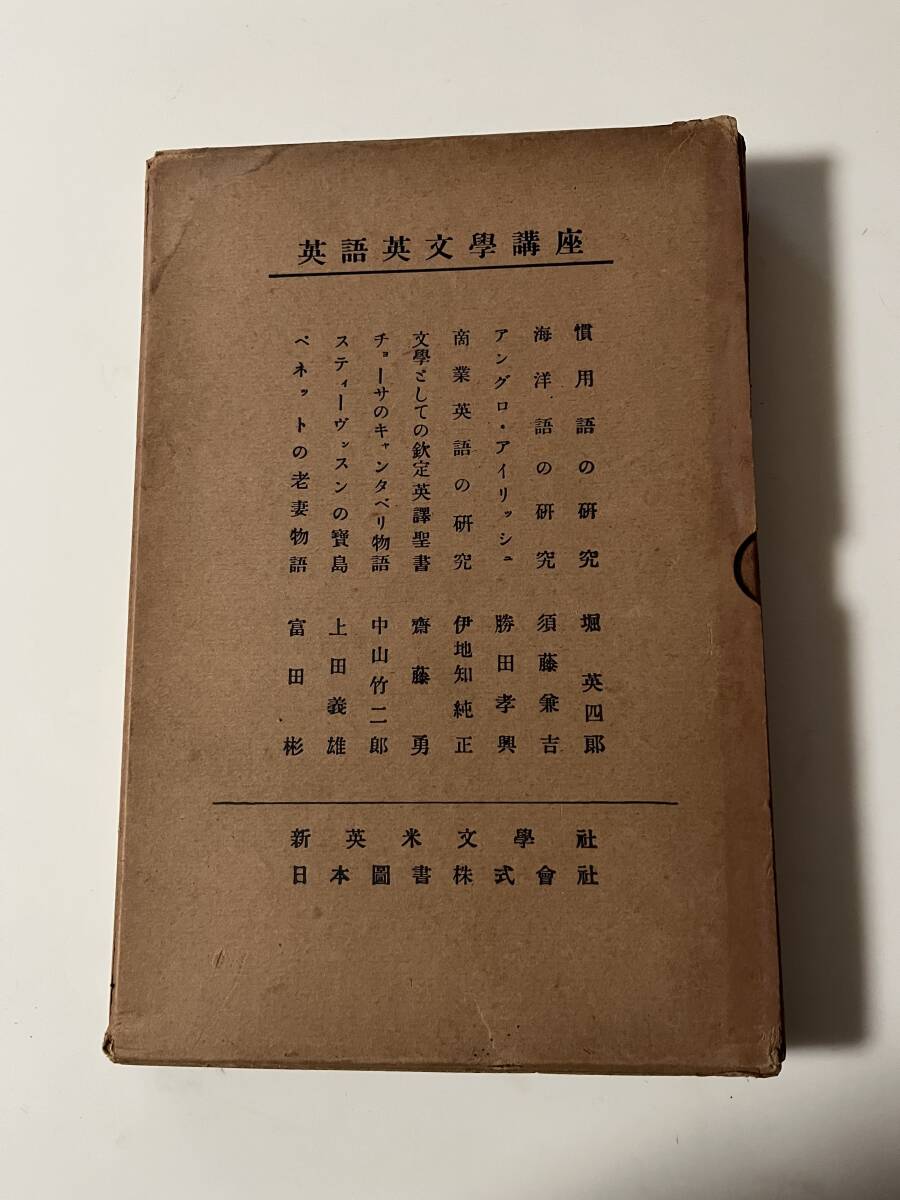 英語英文學講座
慣用語の研究 堀英四郎
海洋語の研究 須藤兼吉
アングロ・アイリッシュ 勝田孝興
商業英語の研究 伊地知純正
文學としての欽定英譯聖書 齋藤勇
チョーサのキャンタベリ物語 中山竹二郎
スティーヴンスンの寶島 上田義雄
ベネットの老妻物語 富田彬
新英米文學社
日本圖書株式會社